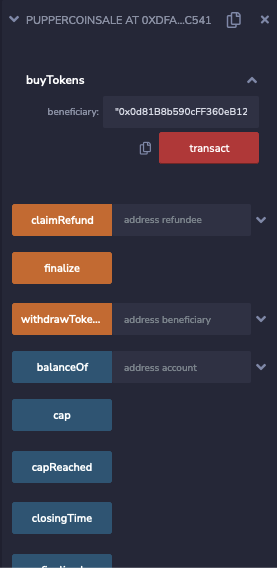 PUPPERCOINSALE AT 0XDFA...C541
buyTokens
beneficiary: "0x0d81B8b590cFF360eB12
transact
claimRefund address refundee
finalize
withdrawToke... address beneficiary
balanceOf address account
cap
capReached
closingTime